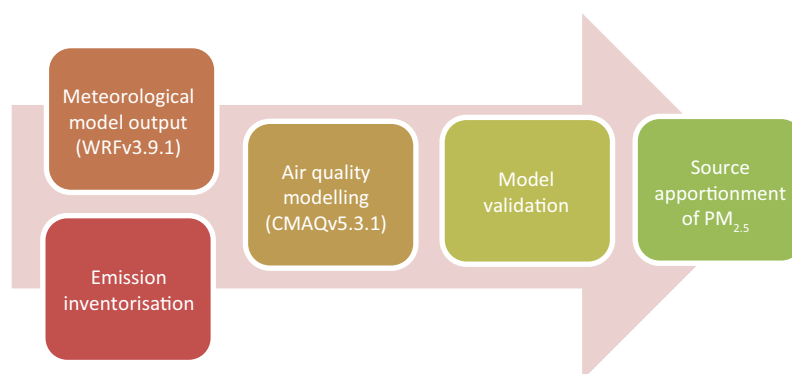 Meteorological
model output
(WRFv3.9.1)
Emission
inventorisation
Air quality
modelling
(CMAQv5.3.1)
Model
validation
Source
apportionment
of PM2.5